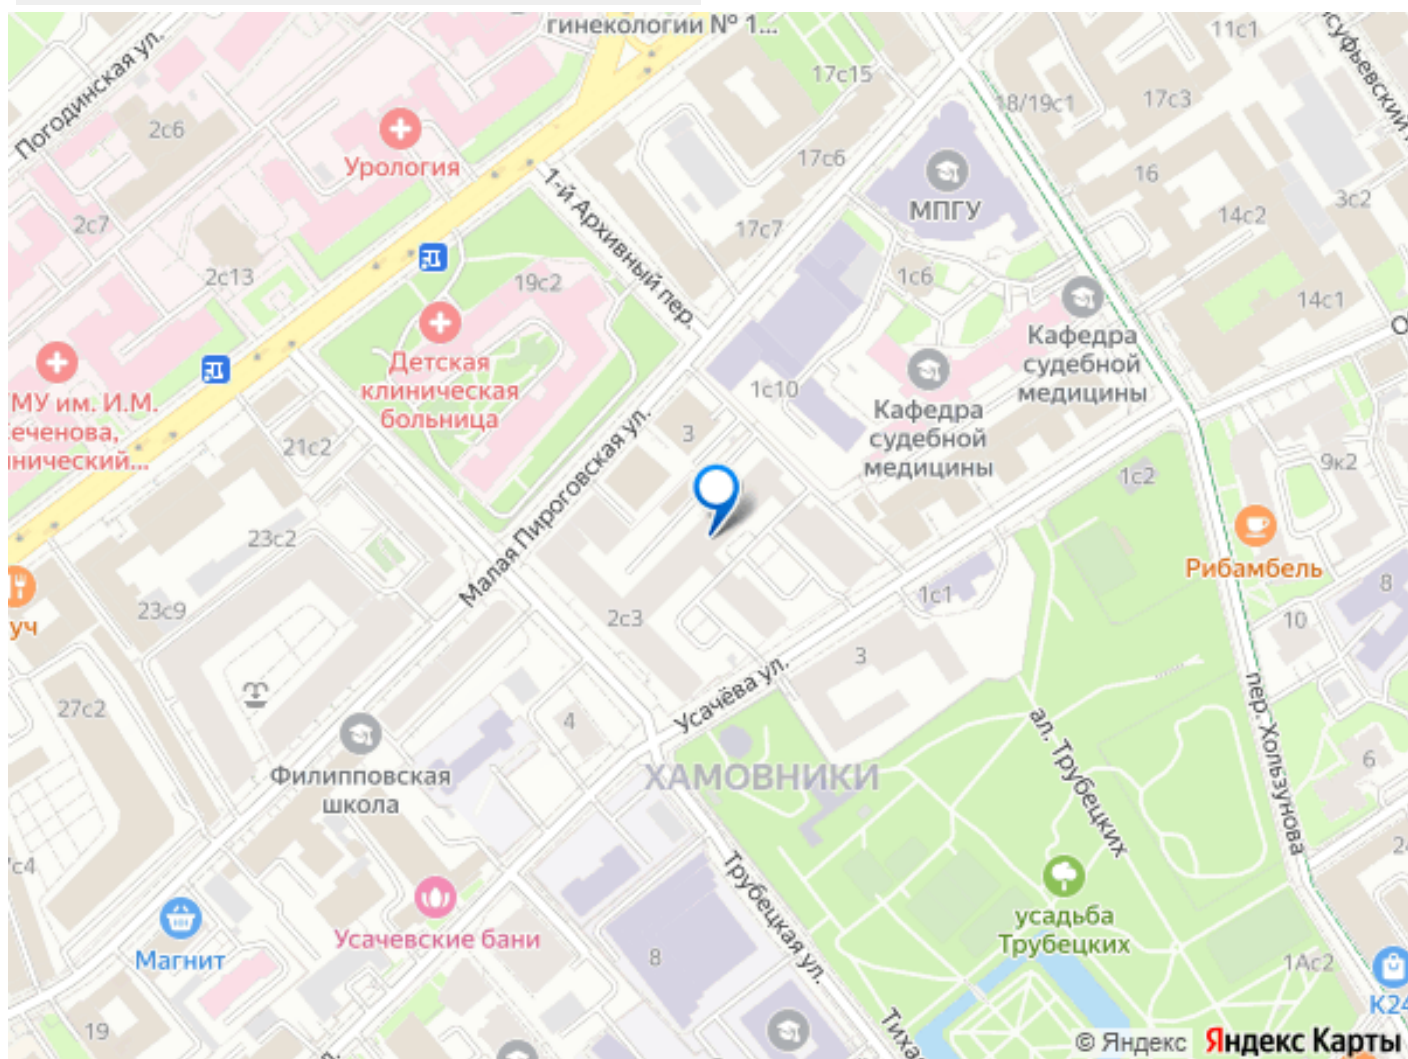 гинекологии № 1...
11с1
Погодинская ул.
17с15
18/19с1
17с3
2с6
Урология
17с6
16
МПГУ
3с2
14с2
2с7
1-й Архивный пер.
17с7
2с13
19с2
1с6
14с1
Кафедра
судебной
медицины
Детская
клиническая
больница
1с10
МУ им. И.М.
еченова,
нический...
Кафедра
судебной
медицины
21с2
3
Малая Пироговская ул.
9к2
1с2
23с2
Рибамбель
8
1с1
23с9
уч
2с3
10
3
Усачёва ул.
27с2
4
ал. Трубецких
пер. Хользунова
6
Филипповская
школа
ХАМОВНИКИ
Трубецкая ул.
усадьба
Трубецких
Усачевские бани
Магнит
8
1Ас2
К24
19
Тиха
© Яндекс Яндекс Карты